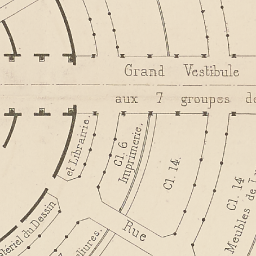 Grand Vestibule
aux 7 groupes de
et Librairie.
Cl. 6
Imprimerie,
Cl. 14.
Cl. 14
Meubles de
Rue
du Dessin